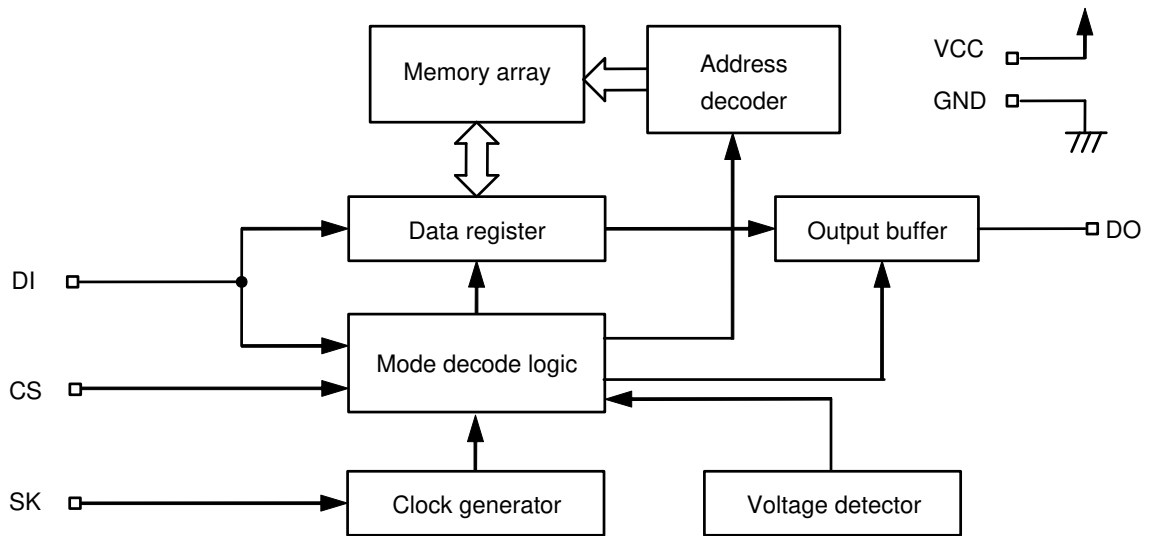 Memory array
Address
decoder
VCC
GND
Data register
Output buffer
DO
DI
Mode decode logic
CS
SK
Clock generator
Voltage detector